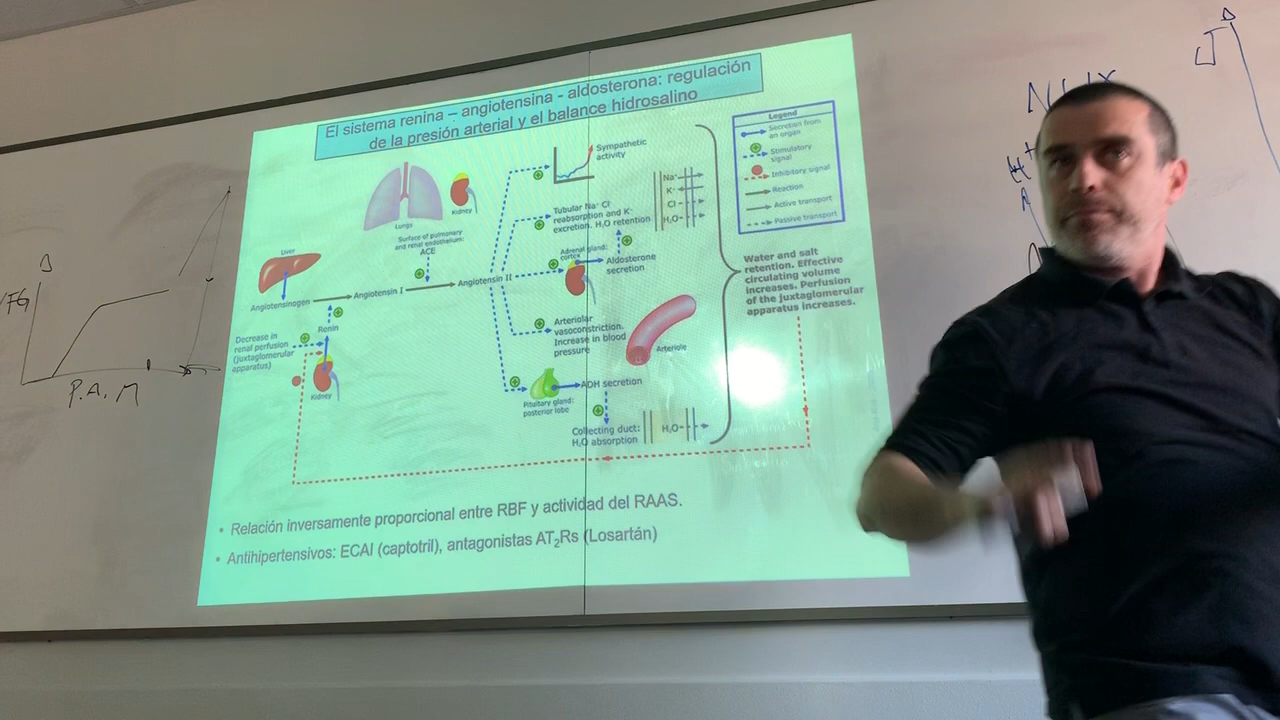 El sistema renina – angiotensina - aldosterona: regulación
de la presión arterial y el balance hidrosalino
Legend
Secretion from
an organ
Stimulatory
signal
Inhibitory signal
Reaction
Active transport
Passive transport
Sympathetic
activity
Lungs
Kidney
Surface of pulmonary
and renal endothelium:
ACE
Tubular Na⁺ Cl⁻
reabsorption and K⁺
excretion. H₂O retention
Na⁺
K⁺
Cl⁻
H₂O
Liver
Angiotensinogen
Angiotensin I
Angiotensin II
Adrenal gland:
cortex
Aldosterone
secretion
Renin
Decrease in
renal perfusion
(juxtaglomerular
apparatus)
Kidney
Arteriolar
vasoconstriction.
Increase in blood
pressure
Arteriole
Pituitary gland:
posterior lobe
ADH secretion
Collecting duct:
H₂O absorption
H₂O
Water and salt
retention. Effective
circulating volume
increases. Perfusion
of the juxtaglomerular
apparatus increases.
• Relación inversamente proporcional entre RBF y actividad del RAAS.
• Antihipertensivos: ECAI (captotril), antagonistas AT₂Rs (Losartán)
P.A.M